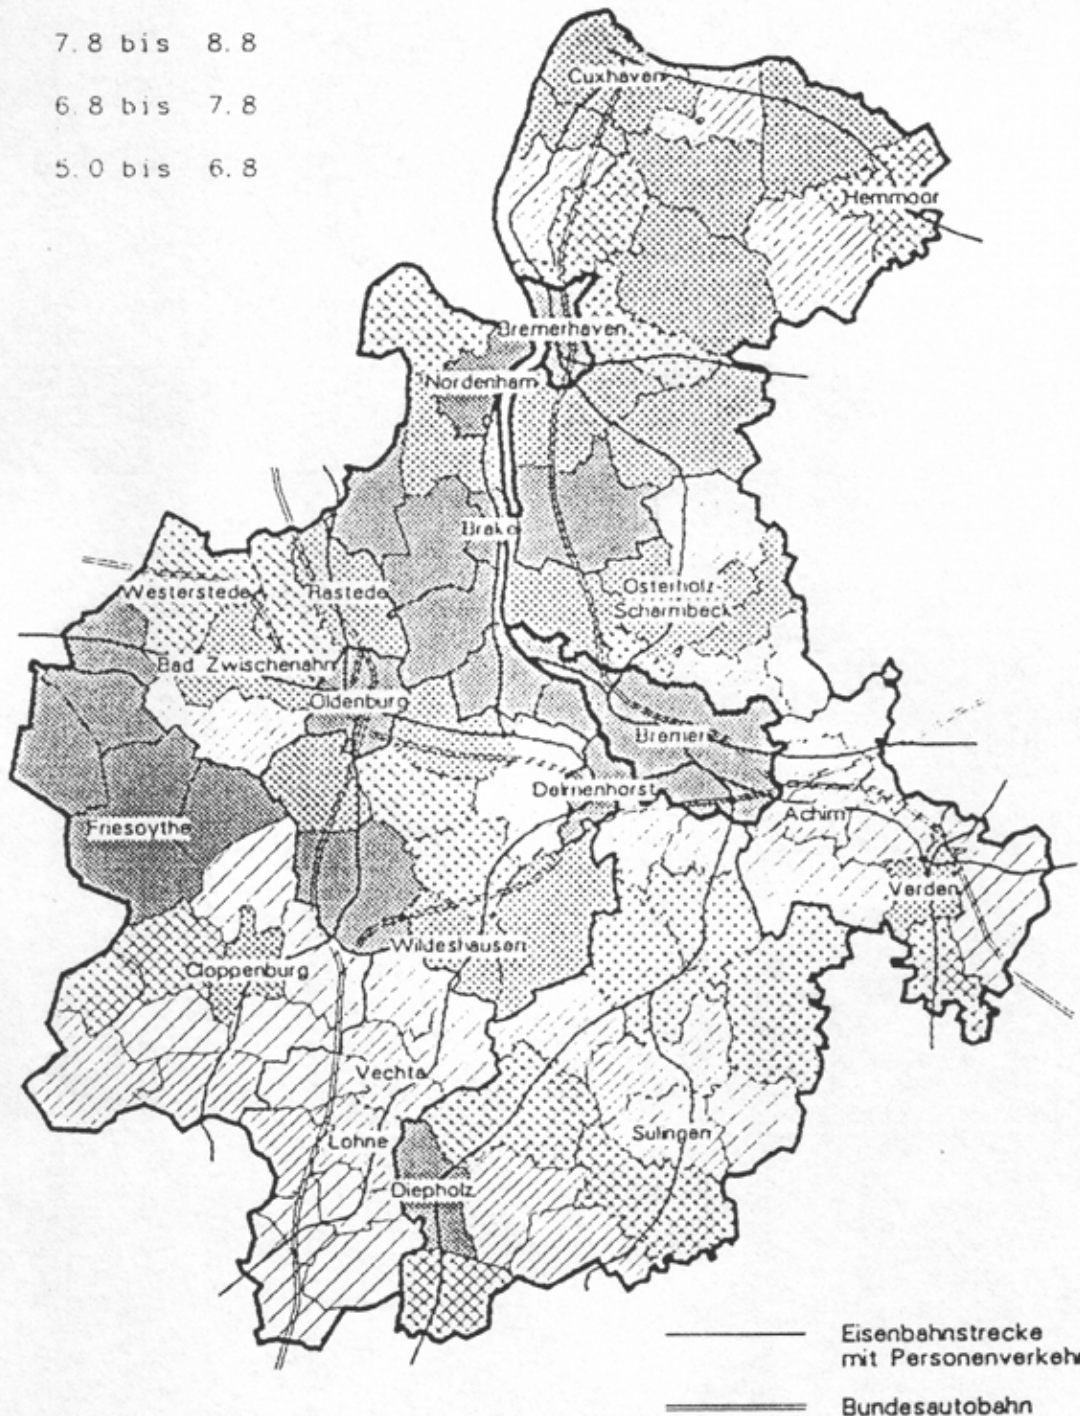 7.8 bis 8.8
6.8 bis 7.8
5.0 bis 6.8
Cuxhaven
Hemmoor
Bremerhaven
Nordenham
Brake
Osterholz
Scharmbeck
Westerstede
Rastede
Bad Zwischenahn
Oldenburg
Bremen
Delmenhorst
Achim
Friesoythe
Verden
Wildeshausen
Cloppenburg
Vechta
Lohne
Sulingen
Diepholz
Eisenbahnstrecke
mit Personenverkehr
Bundesautobahn